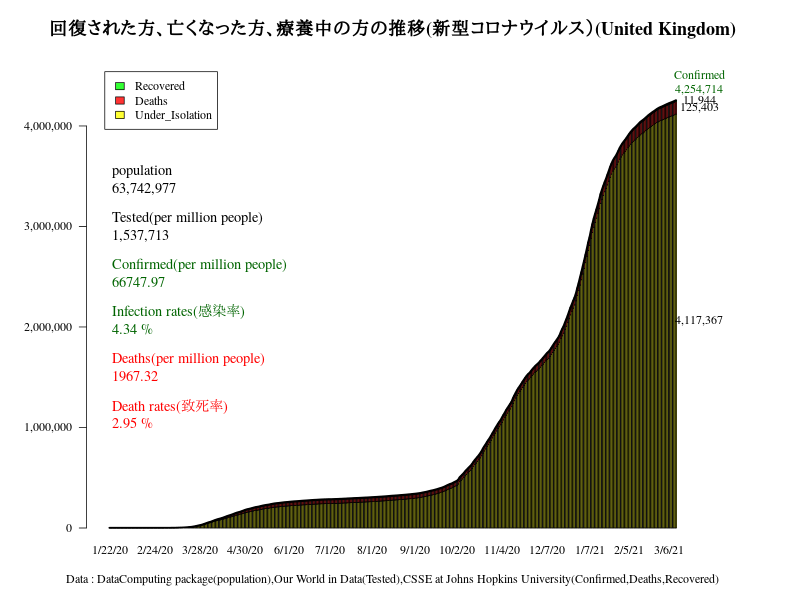 回復された方、亡くなった方、療養中の方の推移(新型コロナウイルス)(United Kingdom)
Confirmed
4,254,714
11,944
125,403
Recovered
Deaths
Under_Isolation
4,000,000
population
63,742,977
3,000,000
Tested(per million people)
1,537,713
Confirmed(per million people)
66747.97
Infection rates(感染率)
4.34 %
2,000,000
4,117,367
Deaths(per million people)
1967.32
Death rates(致死率)
2.95 %
1,000,000
0
1/22/20 2/24/20 3/28/20 4/30/20 6/1/20 7/1/20 8/1/20 9/1/20 10/2/20 11/4/20 12/7/20 1/7/21 2/5/21 3/6/21
Data : DataComputing package(population),Our World in Data(Tested),CSSE at Johns Hopkins University(Confirmed,Deaths,Recovered)